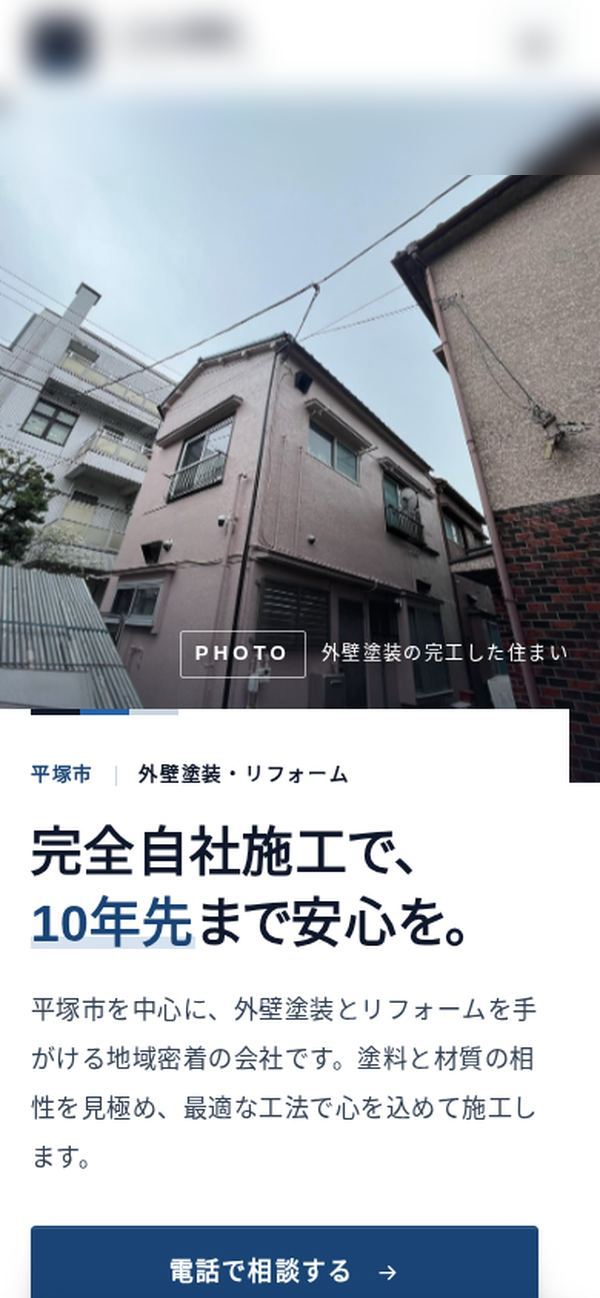 PHOTO 外壁塗装の完工した住まい
平塚市 | 外壁塗装・リフォーム
完全自社施工で、
10年先まで安心を。
平塚市を中心に、外壁塗装とリフォームを手
がける地域密着の会社です。塗料と材質の相
性を見極め、最適な工法で心を込めて施工し
ます。
電話で相談する →